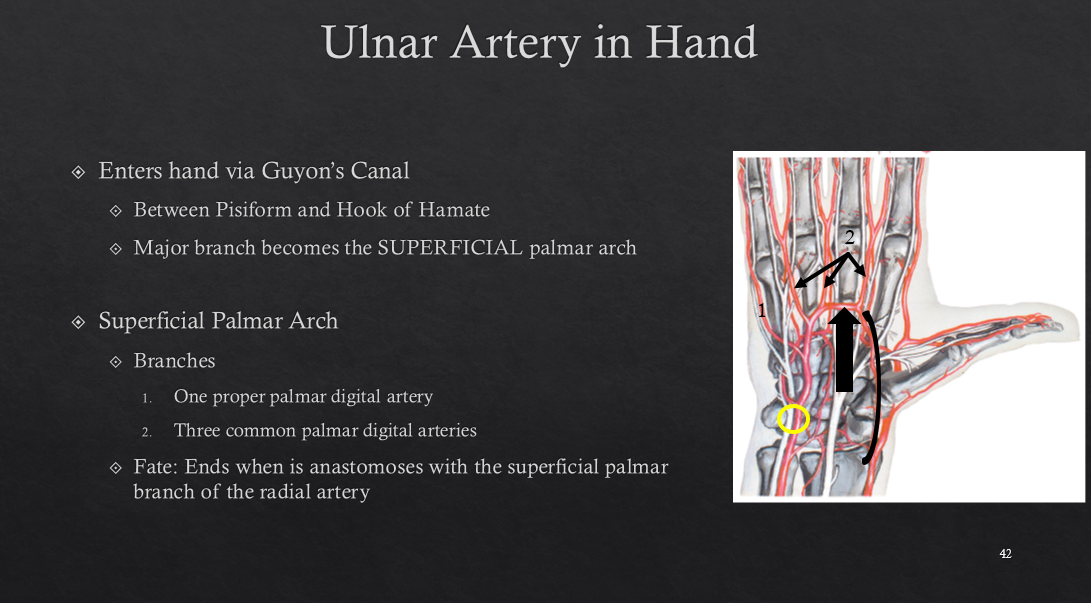 Ulnar Artery in Hand
Enters hand via Guyon's Canal
Between Pisiform and Hook of Hamate
Major branch becomes the SUPERFICIAL palmar arch
Superficial Palmar Arch
Branches
1. One proper palmar digital artery
2. Three common palmar digital arteries
Fate: Ends when is anastomoses with the superficial palmar
branch of the radial artery
2
1
42